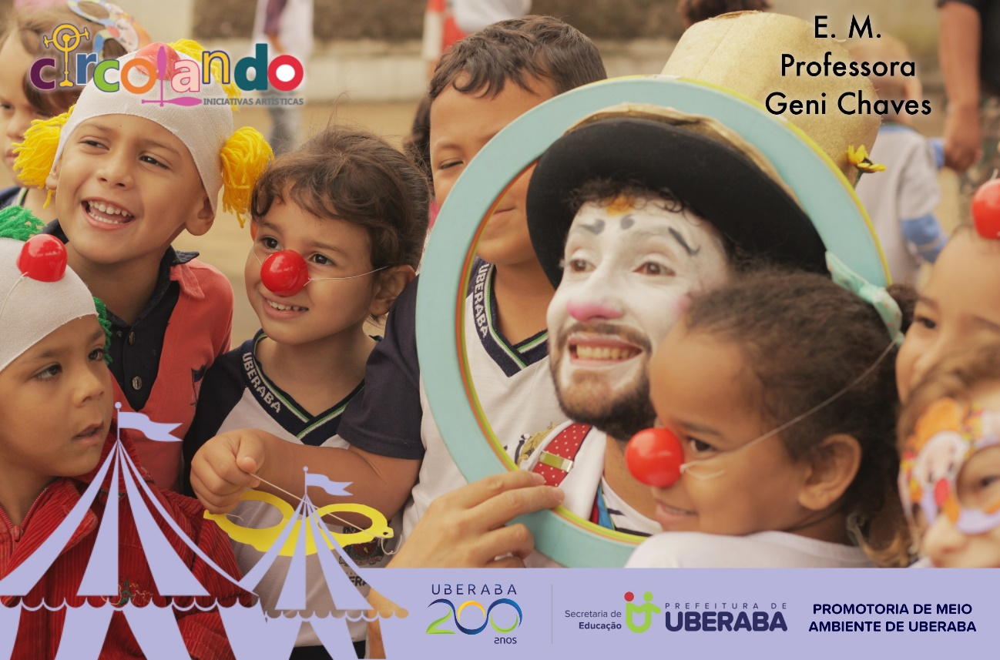 circolando
INICIATIVAS ARTÍSTICAS
E. M.
Professora
Geni Chaves
UBERABA
UBERABA
UBERABA
200
anos
Secretaria de
Educação
PREFEITURA DE
UBERABA
PROMOTORIA DE MEIO
AMBIENTE DE UBERABA